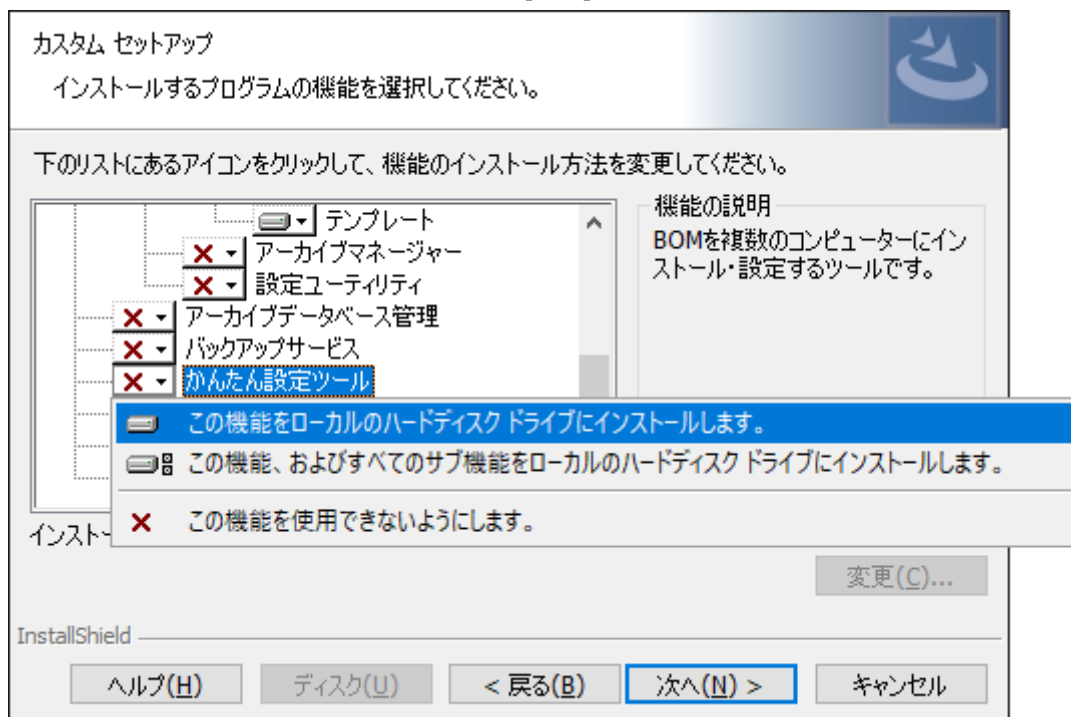 カスタム セットアップ
インストールするプログラムの機能を選択してください。
下のリストにあるアイコンをクリックして、機能のインストール方法を変更してください。
テンプレート
アーカイブマネージャー
設定ユーティリティ
アーカイブデータベース管理
バックアップサービス
かんたん設定ツール
機能の説明
BOMを複数のコンピューターにイン
ストール・設定するツールです。
この機能をローカルのハードディスク ドライブにインストールします。
この機能、およびすべてのサブ機能をローカルのハードディスク ドライブにインストールします。
この機能を使用できないようにします。
インストー
変更(C)...
InstallShield
ヘルプ(H)
ディスク(U)
< 戻る(B)
次へ(N) >
キャンセル